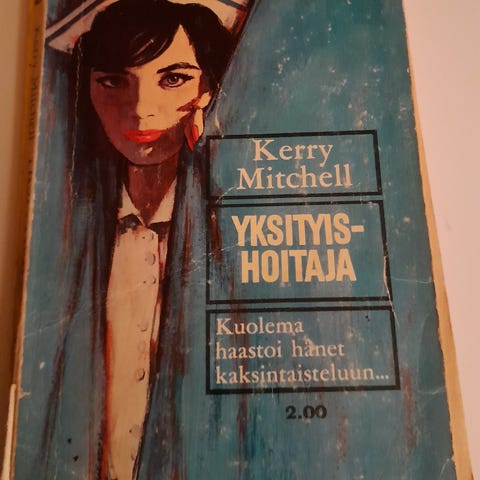 Kerry
Mitchell
YKSITYIS-
HOITAJA
Kuolema
haastoi hänet
kaksintaisteluun...
2.00